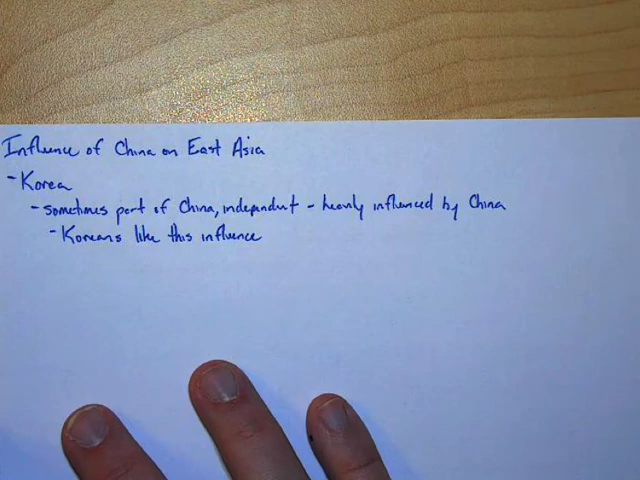 Influence of China on East Asia
- Korea
- sometimes part of China, independent - heavily influenced by China
- Koreans like this influence